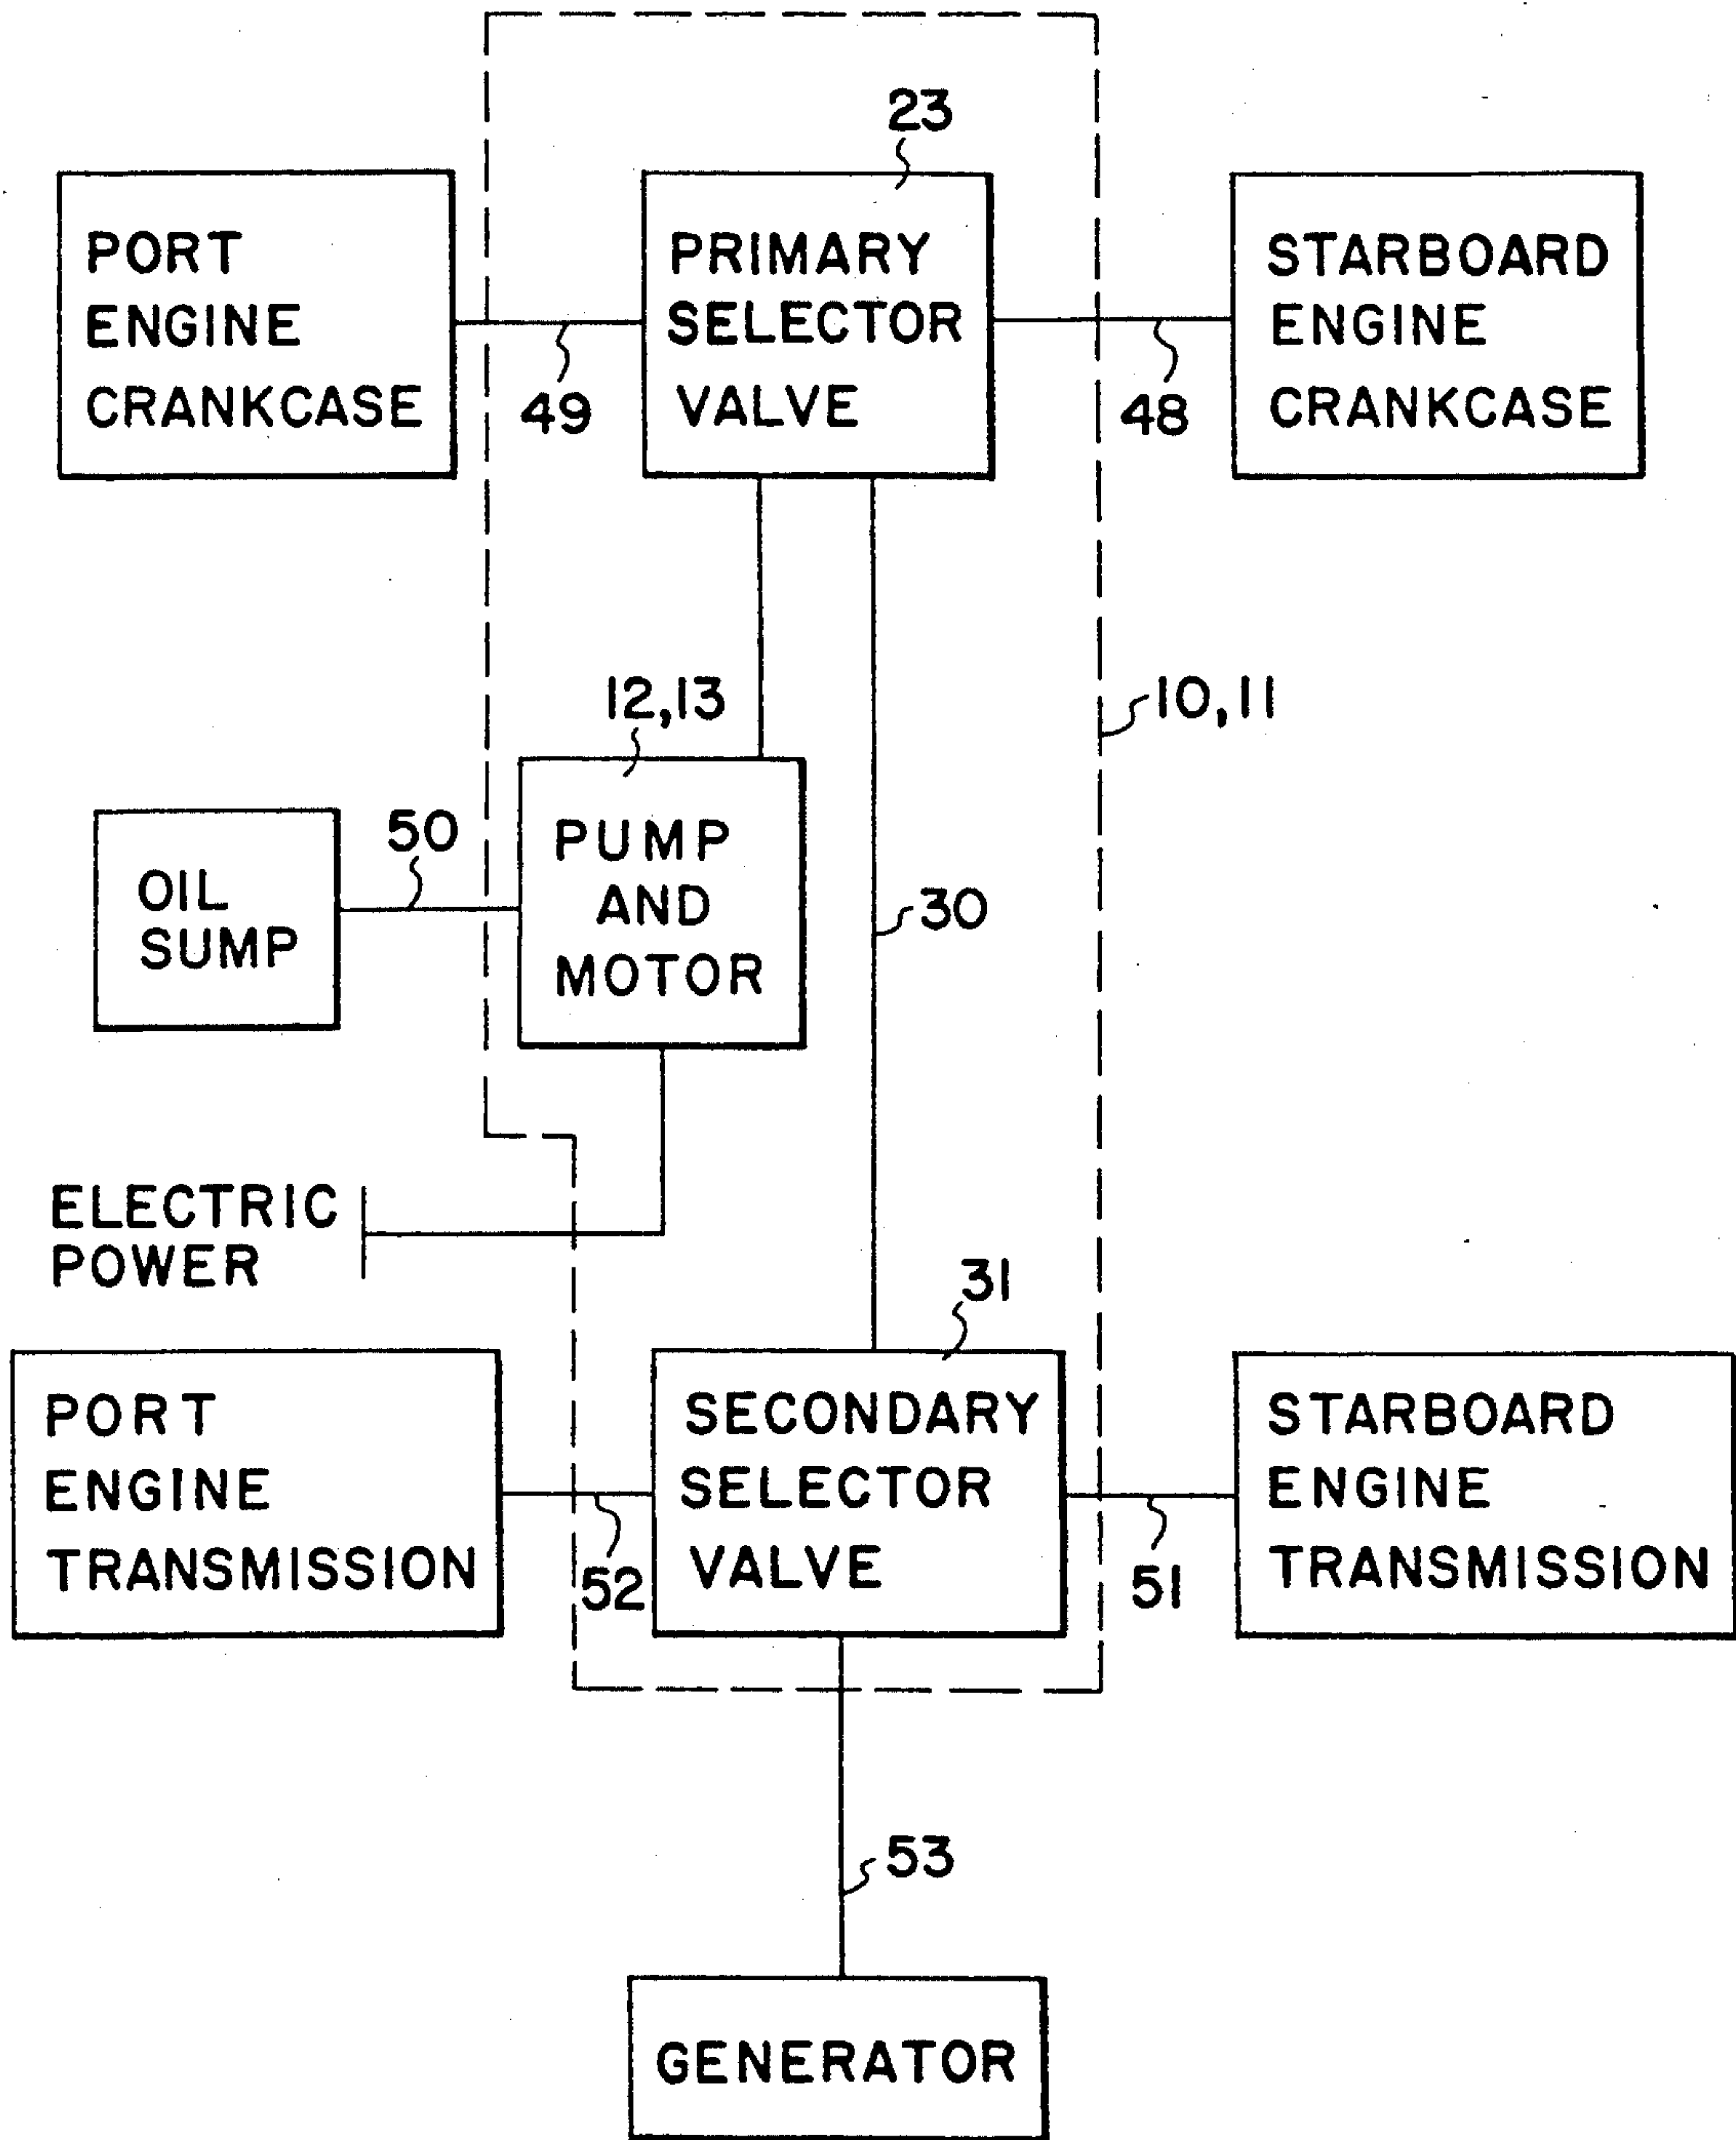 23
PORT
ENGINE
CRANKCASE
PRIMARY
SELECTOR
VALVE
STARBOARD
ENGINE
CRANKCASE
49
48
12,13
10,11
OIL
SUMP
50
PUMP
AND
MOTOR
30
ELECTRIC
POWER
31
PORT
ENGINE
TRANSMISSION
SECONDARY
SELECTOR
VALVE
STARBOARD
ENGINE
TRANSMISSION
52
51
53
GENERATOR